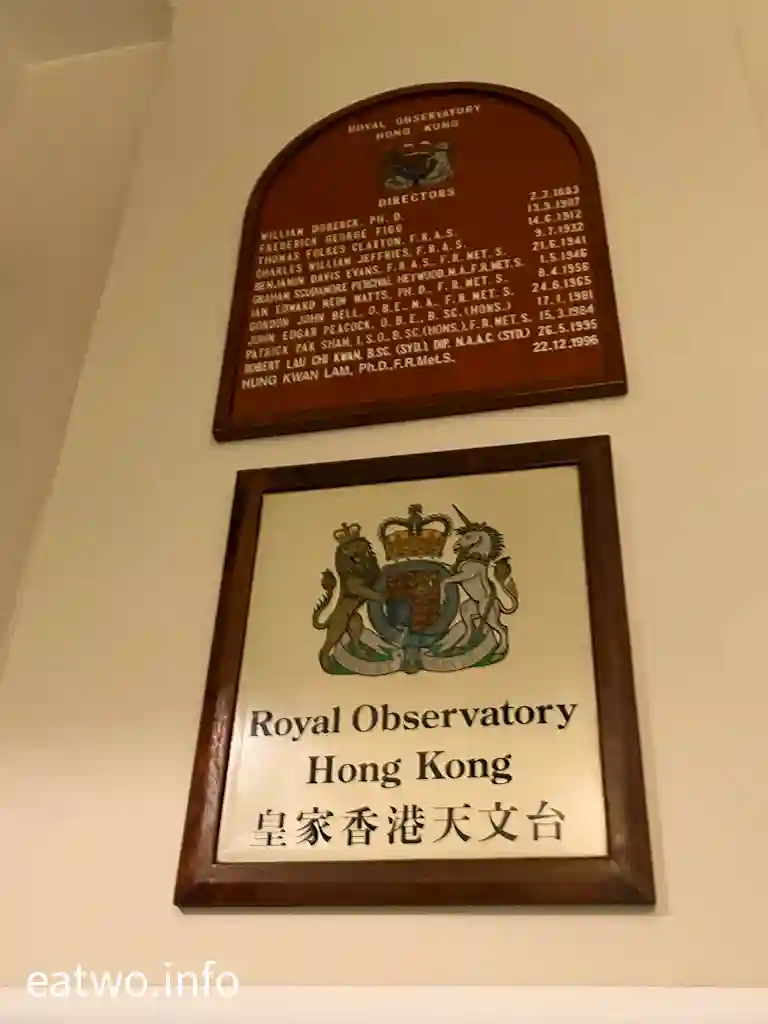 ROYAL OBSERVATORY
HONG KONG
DIRECTORS
WILLIAM DOBERCK, PH. D. 2.3.1883
FREDERICK GEORGE FIGG 13.9.1907
THOMAS FOLKES CLAXTON, F.R.A.S. 14.6.1912
CHARLES WILLIAM JEFFRIES, F.R.A.S. 9.7.1932
BENJAMIN DAVIS EVANS, F.R.A.S., F.R. MET. S. 21.6.1941
GRAHAM SCUDAMORE PERCIVAL HEYWOOD, M.A., F.R.MET.S. 1.5.1946
IAN EDWARD MEIN WATTS, PH. D., F. R. MET. S. 8.4.1956
GORDON JOHN BELL, O.B.E., M.A., F.R. MET. S. 24.8.1965
JOHN EDGAR PEACOCK, O.B.E., B. SC. (HONS.) 17.1.1981
PATRICK PAK SHAM, I.S.O., B.SC. (HONS.), F.R. MET. S. 15.3.1984
ROBERT LAU CHI KWAN, B.SC. (SYD.), DIP. N.A.A.C. (SYD.) 26.5.1995
HUNG KWAN LAM, Ph.D., F.R.Met.S. 22.12.1996
Royal Observatory
Hong Kong
皇家香港天文台
eatwo.info